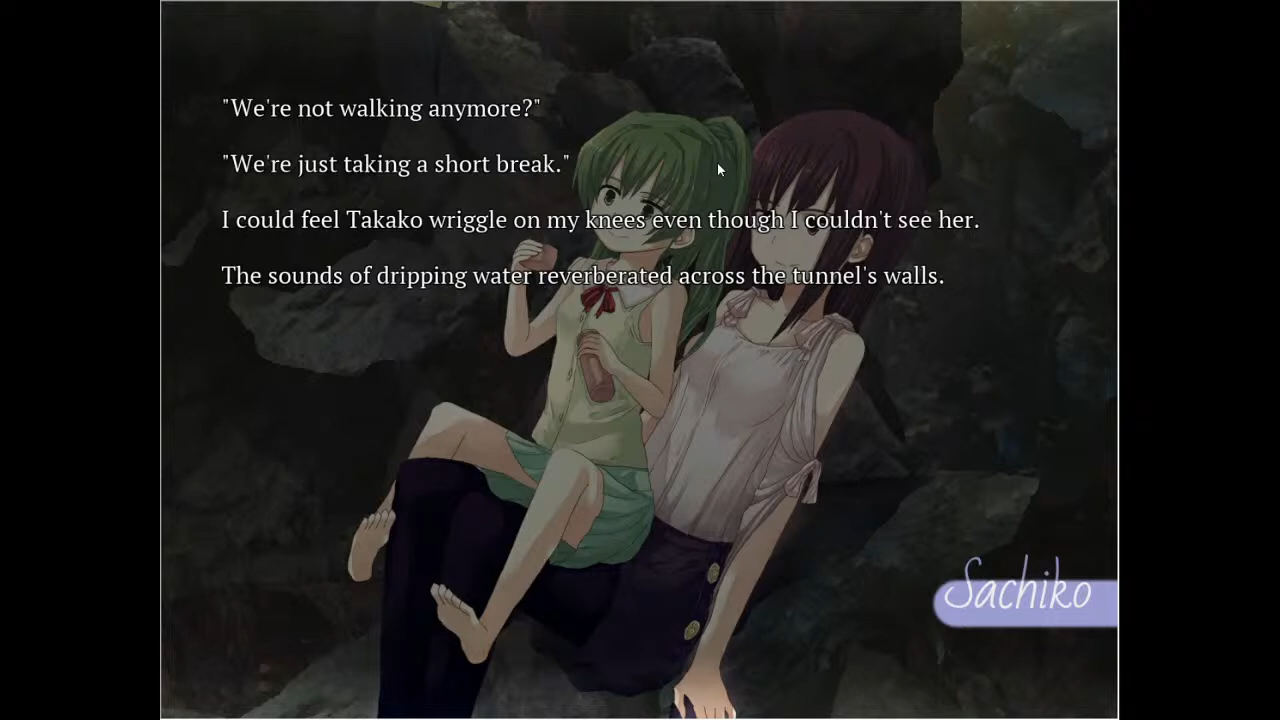 "We're not walking anymore?"
"We're just taking a short break."
I could feel Takako wriggle on my knees even though I couldn't see her.
The sounds of dripping water reverberated across the tunnel's walls.
Sachiko